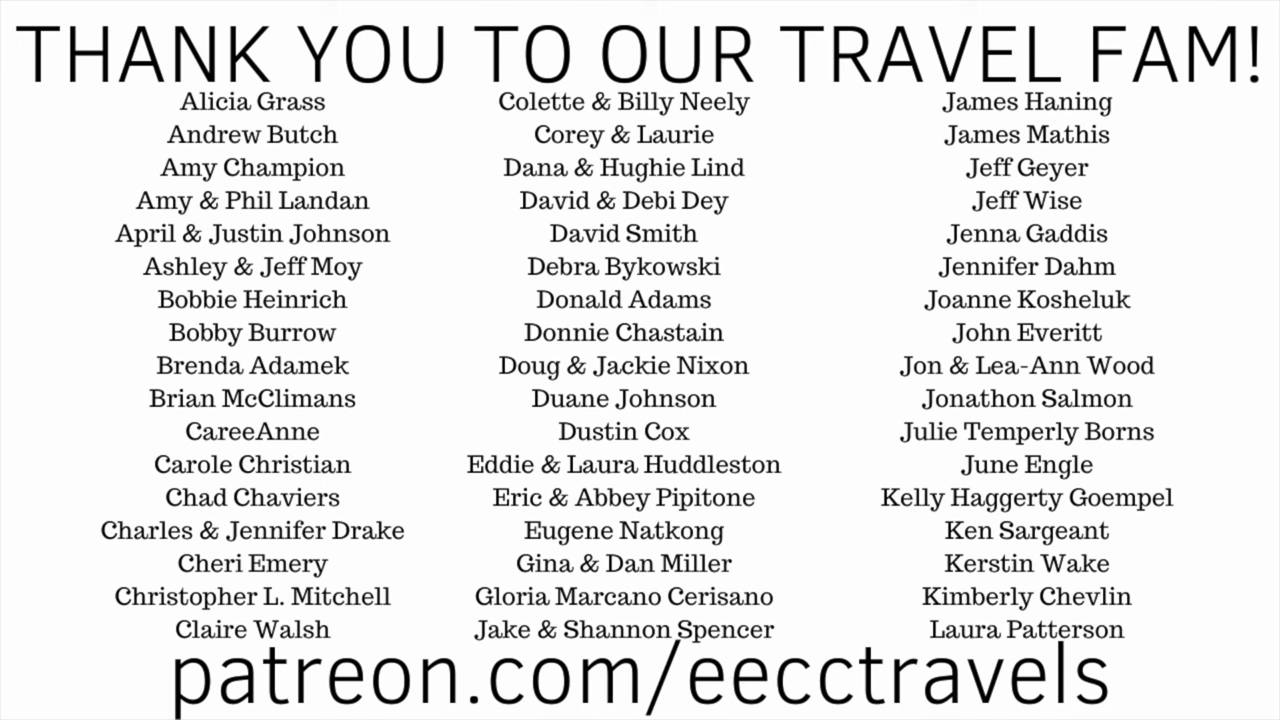 THANK YOU TO OUR TRAVEL FAM!
Alicia Grass
Andrew Butch
Amy Champion
Amy & Phil Landan
April & Justin Johnson
Ashley & Jeff Moy
Bobbie Heinrich
Bobby Burrow
Brenda Adamek
Brian McClimans
CareeAnne
Carole Christian
Chad Chaviers
Charles & Jennifer Drake
Cheri Emery
Christopher L. Mitchell
Claire Walsh
Colette & Billy Neely
Corey & Laurie
Dana & Hughie Lind
David & Debi Dey
David Smith
Debra Bykowski
Donald Adams
Donnie Chastain
Doug & Jackie Nixon
Duane Johnson
Dustin Cox
Eddie & Laura Huddleston
Eric & Abbey Pipitone
Eugene Natkong
Gina & Dan Miller
Gloria Marcano Cerisano
Jake & Shannon Spencer
James Haning
James Mathis
Jeff Geyer
Jeff Wise
Jenna Gaddis
Jennifer Dahm
Joanne Kosheluk
John Everitt
Jon & Lea-Ann Wood
Jonathon Salmon
Julie Temperly Borns
June Engle
Kelly Haggerty Goempel
Ken Sargeant
Kerstin Wake
Kimberly Chevlin
Laura Patterson
patreon.com/eecctravels